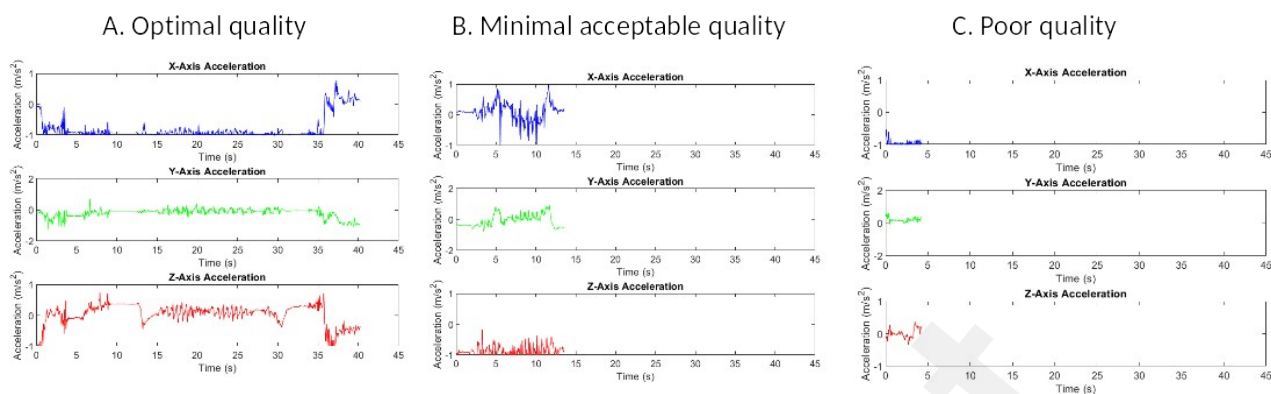 A. Optimal quality
X-Axis Acceleration
Acceleration (m/s²)
1
0
-1
0 5 10 15 20 25 30 35 40 45
Time (s)
Y-Axis Acceleration
Acceleration (m/s²)
2
0
-2
0 5 10 15 20 25 30 35 40 45
Time (s)
Z-Axis Acceleration
Acceleration (m/s²)
1
0
-1
0 5 10 15 20 25 30 35 40 45
Time (s)
B. Minimal acceptable quality
X-Axis Acceleration
Acceleration (m/s²)
1
0
-1
0 5 10 15 20 25 30 35 40 45
Time (s)
Y-Axis Acceleration
Acceleration (m/s²)
2
0
-2
0 5 10 15 20 25 30 35 40 45
Time (s)
Z-Axis Acceleration
Acceleration (m/s²)
1
0
-1
0 5 10 15 20 25 30 35 40 45
Time (s)
C. Poor quality
X-Axis Acceleration
Acceleration (m/s²)
1
0
-1
0 5 10 15 20 25 30 35 40 45
Time (s)
Y-Axis Acceleration
Acceleration (m/s²)
2
0
-2
0 5 10 15 20 25 30 35 40 45
Time (s)
Z-Axis Acceleration
Acceleration (m/s²)
1
0
-1
0 5 10 15 20 25 30 35 40 45
Time (s)